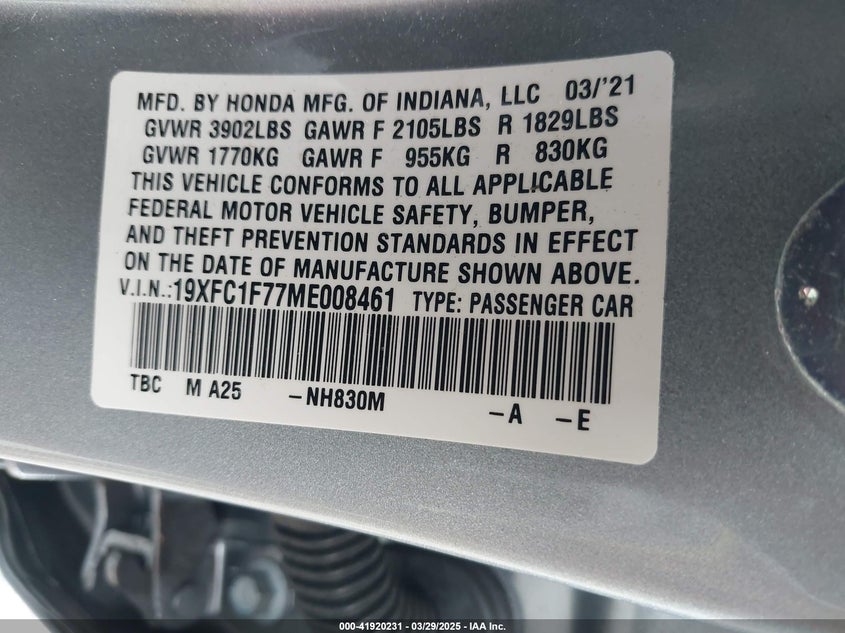 MFD. BY HONDA MFG. OF INDIANA, LLC 03/'21
GVWR 3902LBS GAWR F 2105LBS R 1829LBS
GVWR 1770KG GAWR F 955KG R 830KG
THIS VEHICLE CONFORMS TO ALL APPLICABLE
FEDERAL MOTOR VEHICLE SAFETY, BUMPER,
AND THEFT PREVENTION STANDARDS IN EFFECT
ON THE DATE OF MANUFACTURE SHOWN ABOVE.
V.I.N.:19XFC1F77ME008461 TYPE: PASSENGER CAR
TBC M A25 -NH830M -A -E
000-41920231 - 03/29/2025 - IAA Inc.